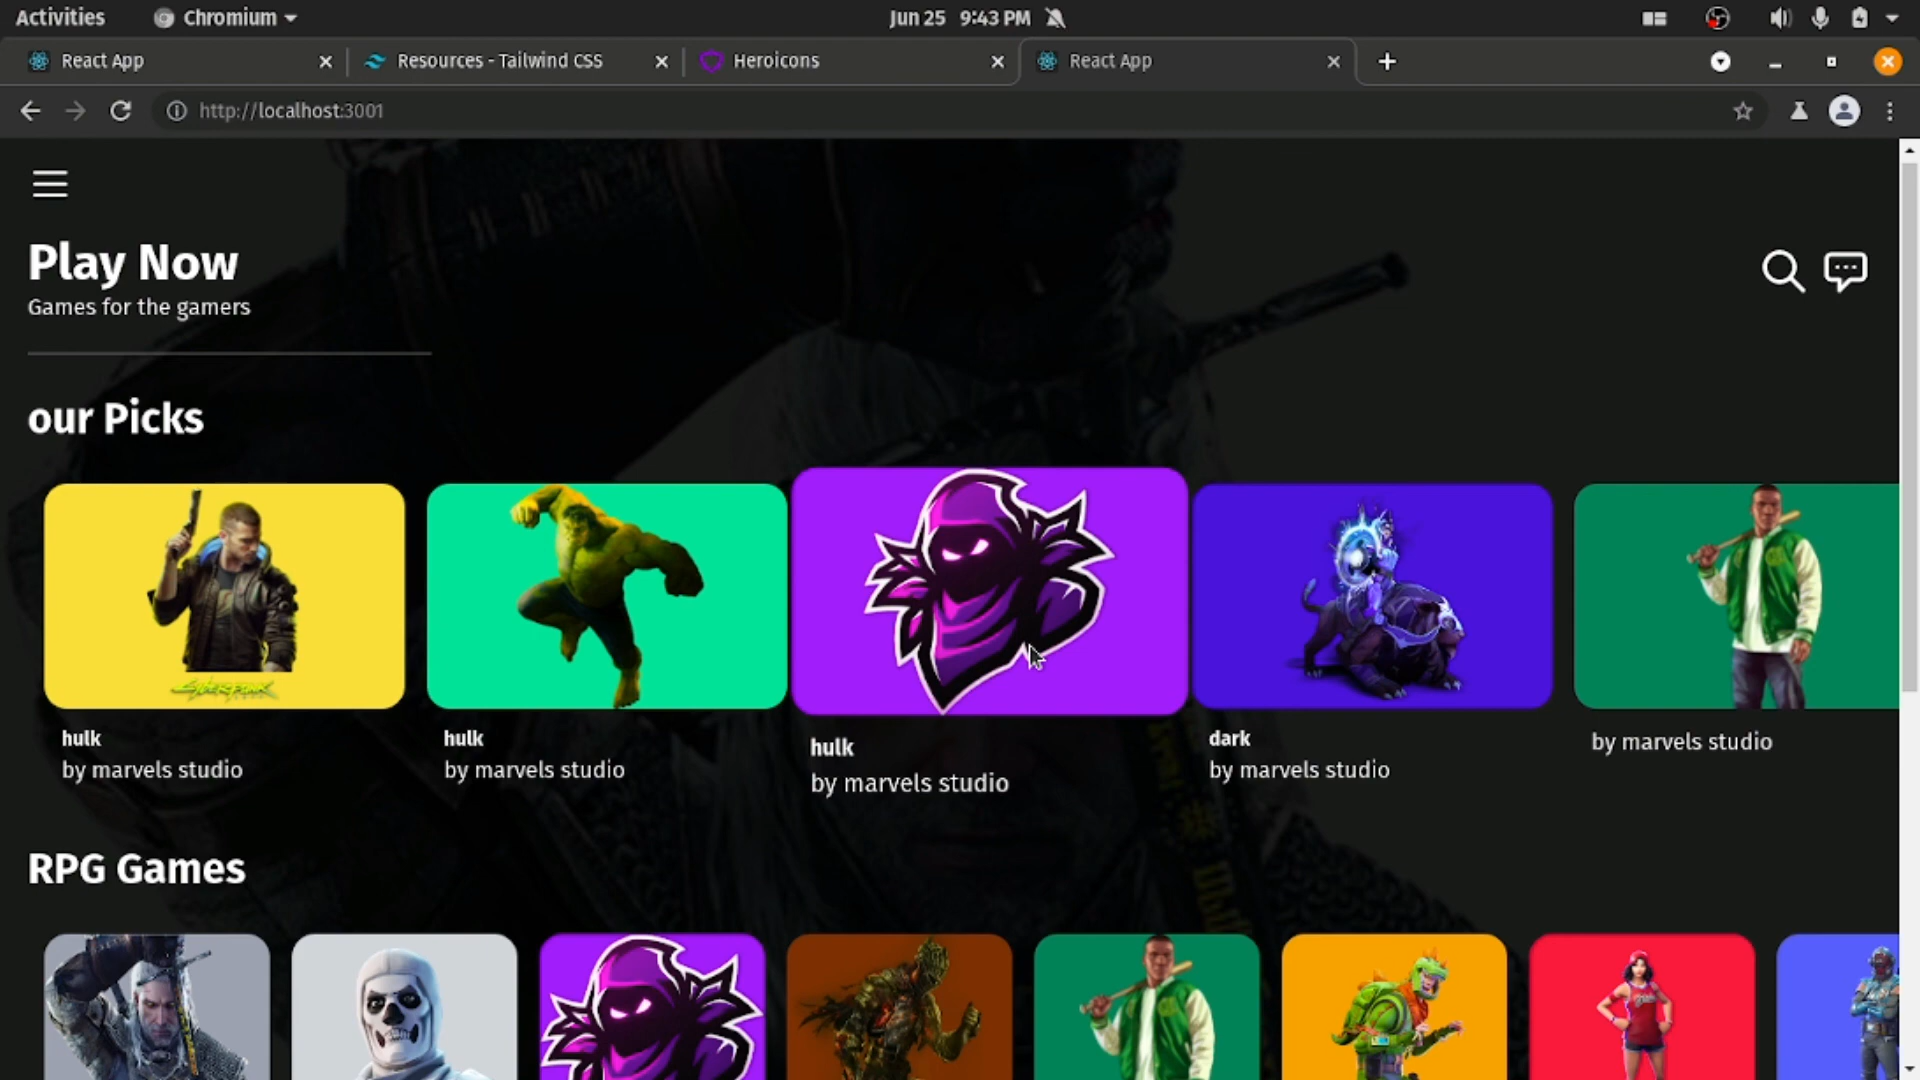 Activities
Chromium
Jun 25 9:43 PM
React App
Resources - Tailwind CSS
Heroicons
React App
http://localhost:3001
Play Now
Games for the gamers
our Picks
CYBERPUNK
hulk
by marvels studio
hulk
by marvels studio
hulk
by marvels studio
dark
by marvels studio
by marvels studio
RPG Games